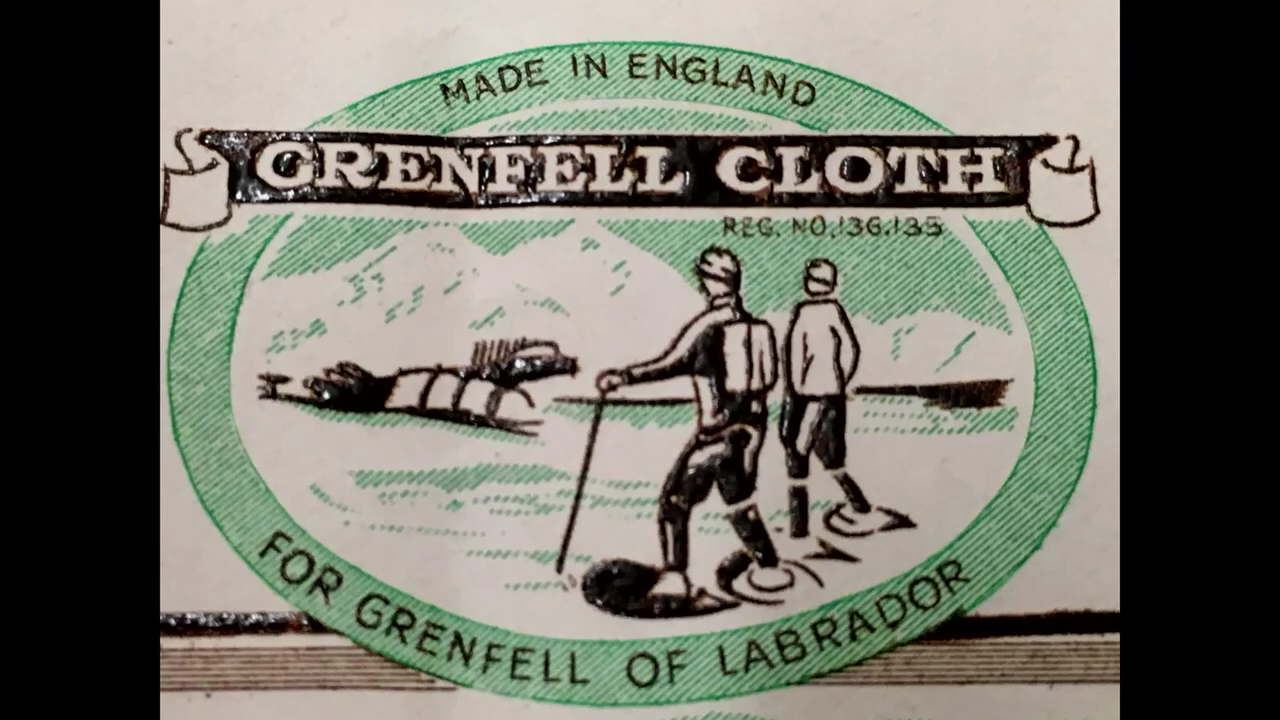 MADE IN ENGLAND
GRENFELL CLOTH
REG. NO. 136,135
FOR GRENFELL OF LABRADOR